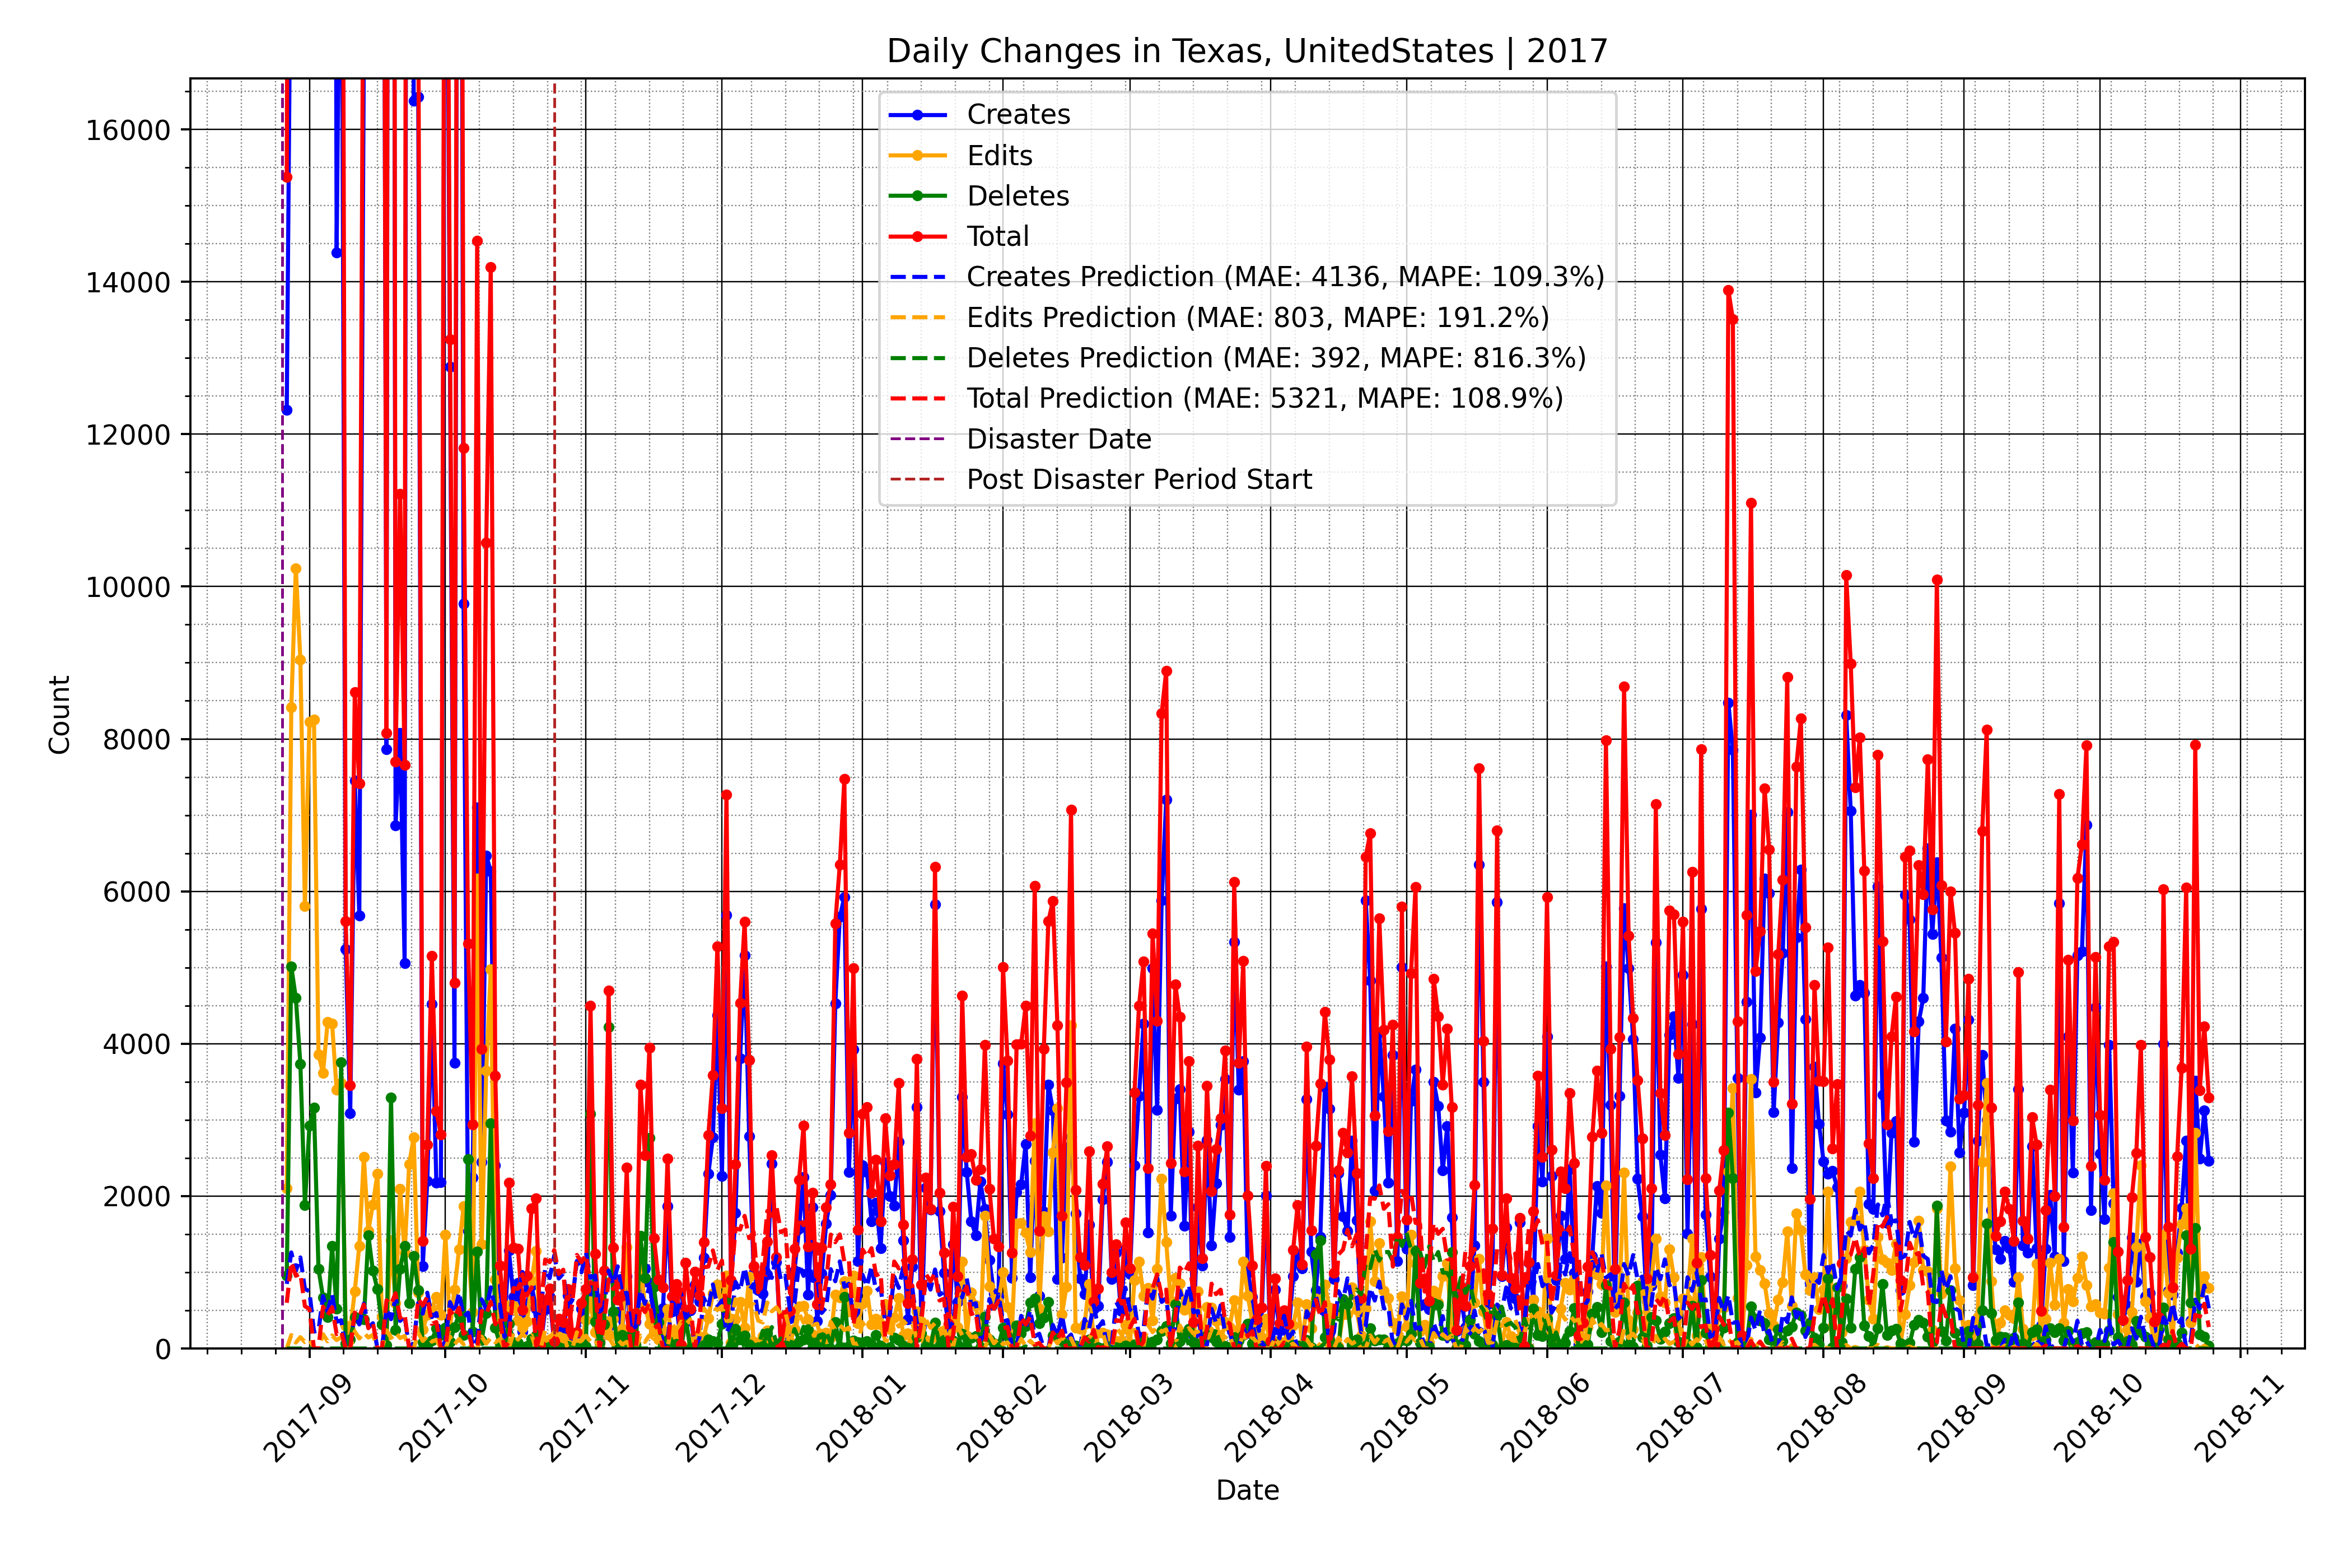 Daily Changes in Texas, UnitedStates | 2017
Creates
Edits
Deletes
Total
Creates Prediction (MAE: 4136, MAPE: 109.3%)
Edits Prediction (MAE: 803, MAPE: 191.2%)
Deletes Prediction (MAE: 392, MAPE: 816.3%)
Total Prediction (MAE: 5321, MAPE: 108.9%)
Disaster Date
Post Disaster Period Start
16000
14000
12000
10000
8000
6000
4000
2000
0
Count
2017-09
2017-10
2017-11
2017-12
2018-01
2018-02
2018-03
2018-04
2018-05
2018-06
2018-07
2018-08
2018-09
2018-10
2018-11
Date